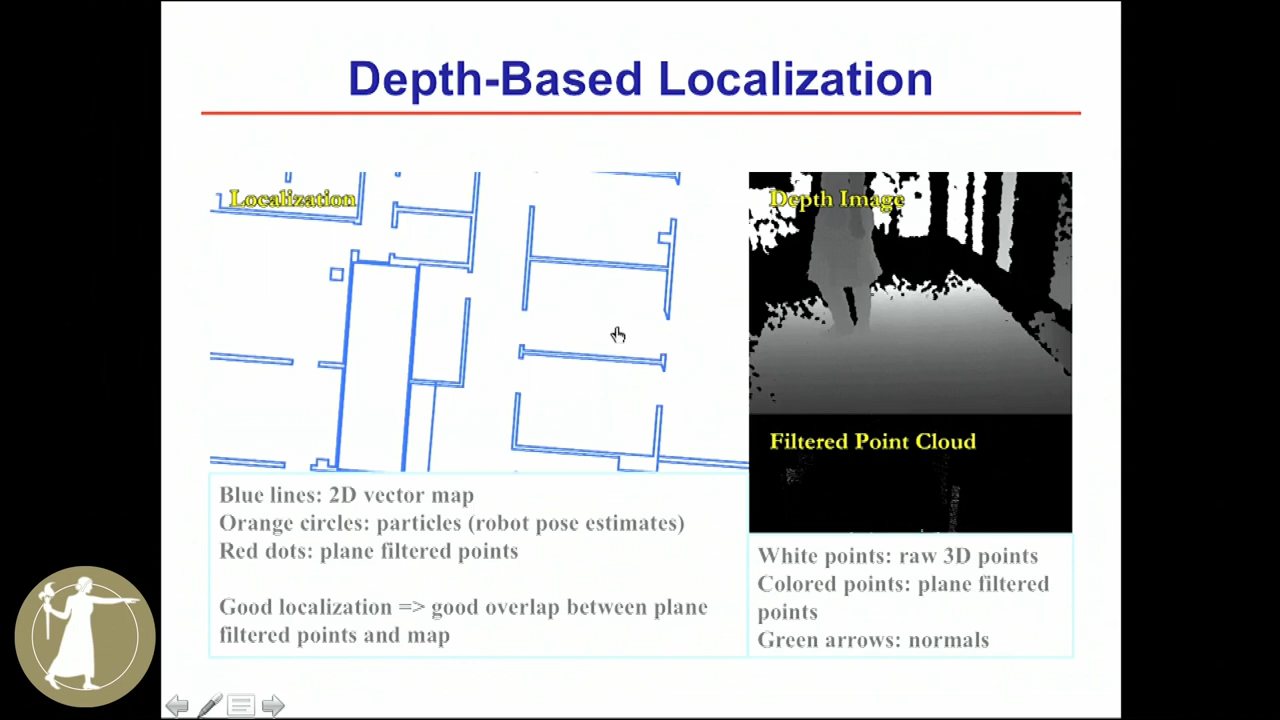 Depth-Based Localization
Localization
Depth Image
Filtered Point Cloud
Blue lines: 2D vector map
Orange circles: particles (robot pose estimates)
Red dots: plane filtered points
Good localization => good overlap between plane
filtered points and map
White points: raw 3D points
Colored points: plane filtered
points
Green arrows: normals